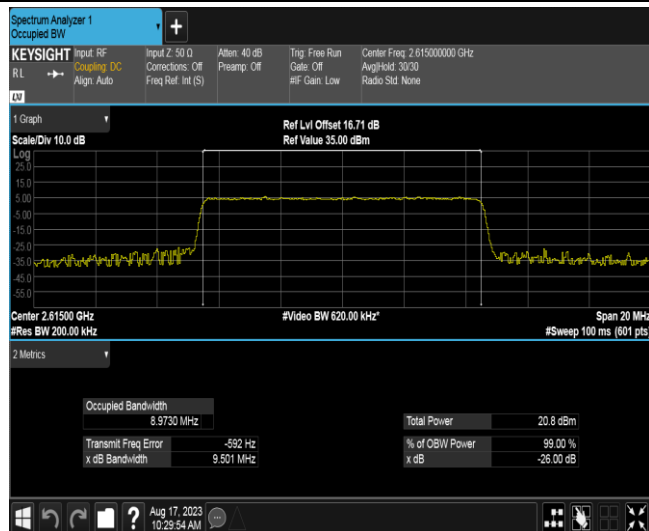 Spectrum Analyzer 1
Occupied BW
+
KEYSIGHT
RL
LXI
Input: RF
Coupling: DC
Align: Auto
Input Z: 50 Ω
Corrections: Off
Freq Ref: Int (S)
Atten: 40 dB
Preamp: Off
Trig: Free Run
Gate: Off
#IF Gain: Low
Center Freq: 2.615000000 GHz
Avg|Hold: 30/30
Radio Std: None
1 Graph
Scale/Div 10.0 dB
Ref Lvl Offset 16.71 dB
Ref Value 35.00 dBm
Log
25.0
15.0
5.00
-5.00
-15.0
-25.0
-35.0
-45.0
-55.0
Center 2.61500 GHz
#Res BW 200.00 kHz
#Video BW 620.00 kHz*
Span 20 MHz
#Sweep 100 ms (601 pts)
2 Metrics
Occupied Bandwidth
8.9730 MHz
Total Power 20.8 dBm
Transmit Freq Error -592 Hz
% of OBW Power 99.00 %
x dB Bandwidth 9.501 MHz
x dB -26.00 dB
?
Aug 17, 2023
10:29:54 AM